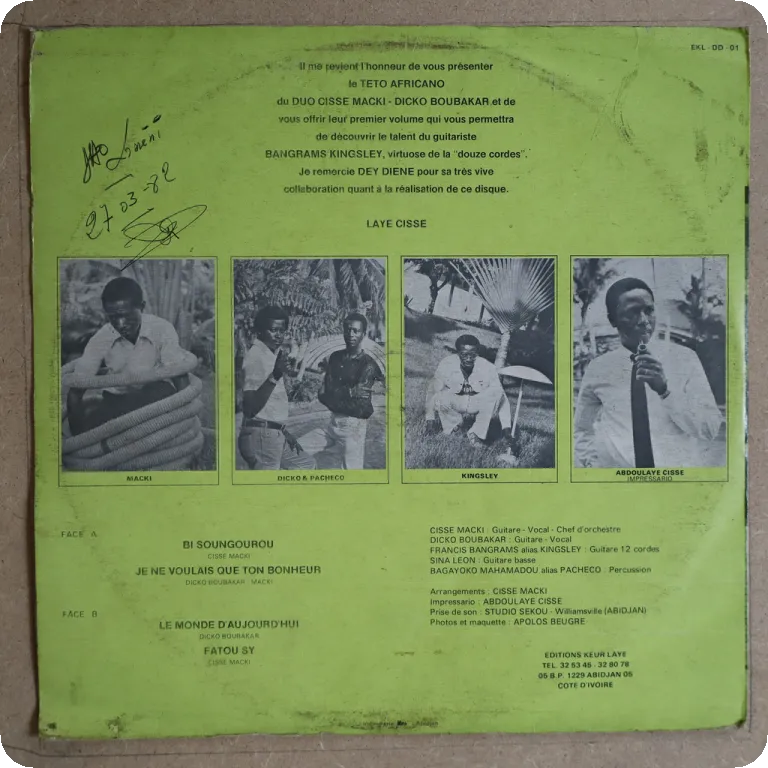 EKL - DD - 01
Il me revient l'honneur de vous présenter
le TETO AFRICANO
du DUO CISSE MACKI - DICKO BOUBAKAR et de
vous offrir leur premier volume qui vous permettra
de découvrir le talent du guitariste
BANGRAMS KINGSLEY, virtuose de la "douze cordes".
Je remercie DEY DIENE pour sa très vive
collaboration quant à la réalisation de ce disque.
LAYE CISSE
27 03 - 82
MACKI
DICKO & PACHECO
KINGSLEY
ABDOULAYE CISSE
IMPRESSARIO
FACE A
BI SOUNGOUROU
CISSE MACKI
JE NE VOULAIS QUE TON BONHEUR
DICKO BOUBAKAR MACKI
FACE B
LE MONDE D'AUJOURD'HUI
DICKO BOUBAKAR
FATOU SY
CISSE MACKI
CISSE MACKI : Guitare - Vocal - Chef d'orchestre
DICKO BOUBAKAR : Guitare - Vocal
FRANCIS BANGRAMS alias KINGSLEY : Guitare 12 cordes
SINA LEON : Guitare basse
BAGAYOKO MAHAMADOU alias PACHECO : Percussion
Arrangements : CISSE MACKI
Impressario : ABDOULAYE CISSE
Prise de son : STUDIO SEKOU - Williamsville (ABIDJAN)
Photos et maquette : APOLOS BEUGRE
EDITIONS KEUR LAYE
TEL. 32 53 45 - 32 80 78
05 B.P. 1229 ABIDJAN 05
COTE D'IVOIRE